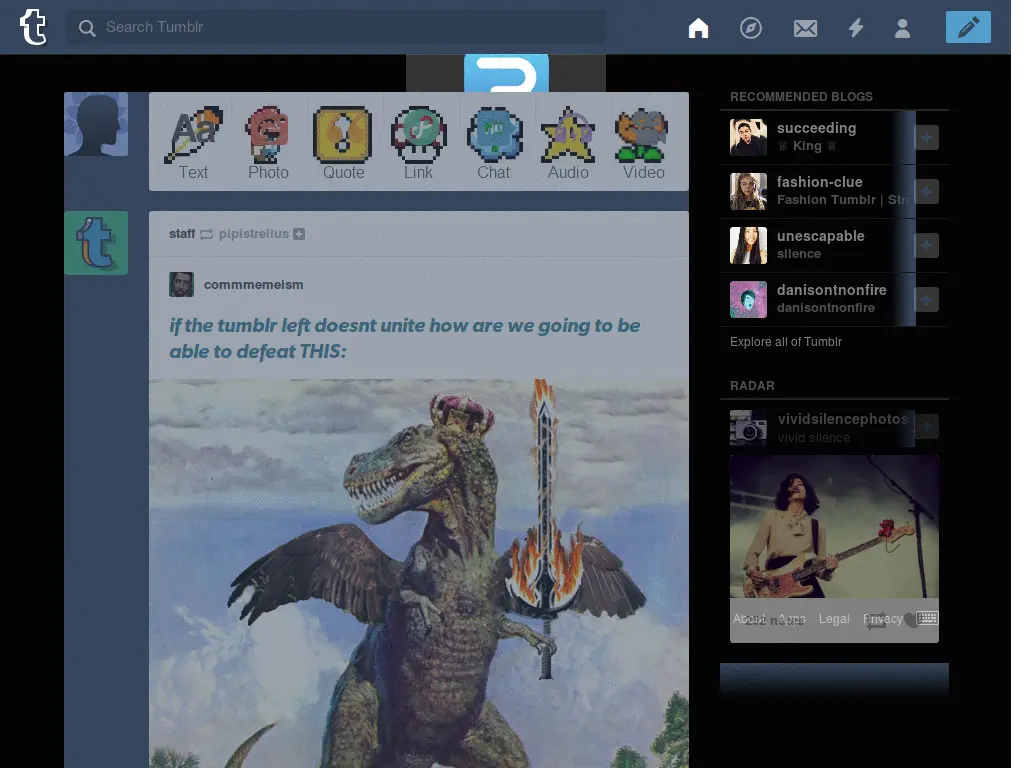 Search Tumblr
Aa
Text
Photo
Quote
Link
Chat
Audio
Video
staff pipistrellus
commmemeism
if the tumblr left doesnt unite how are we going to be
able to defeat THIS:
RECOMMENDED BLOGS
succeeding
♕ King ♕
fashion-clue
Fashion Tumblr | Str
unescapable
silence
danisontnonfire
danisontnonfire
Explore all of Tumblr
RADAR
vividsilencephotos
vivid silence
About Apps Legal Privacy